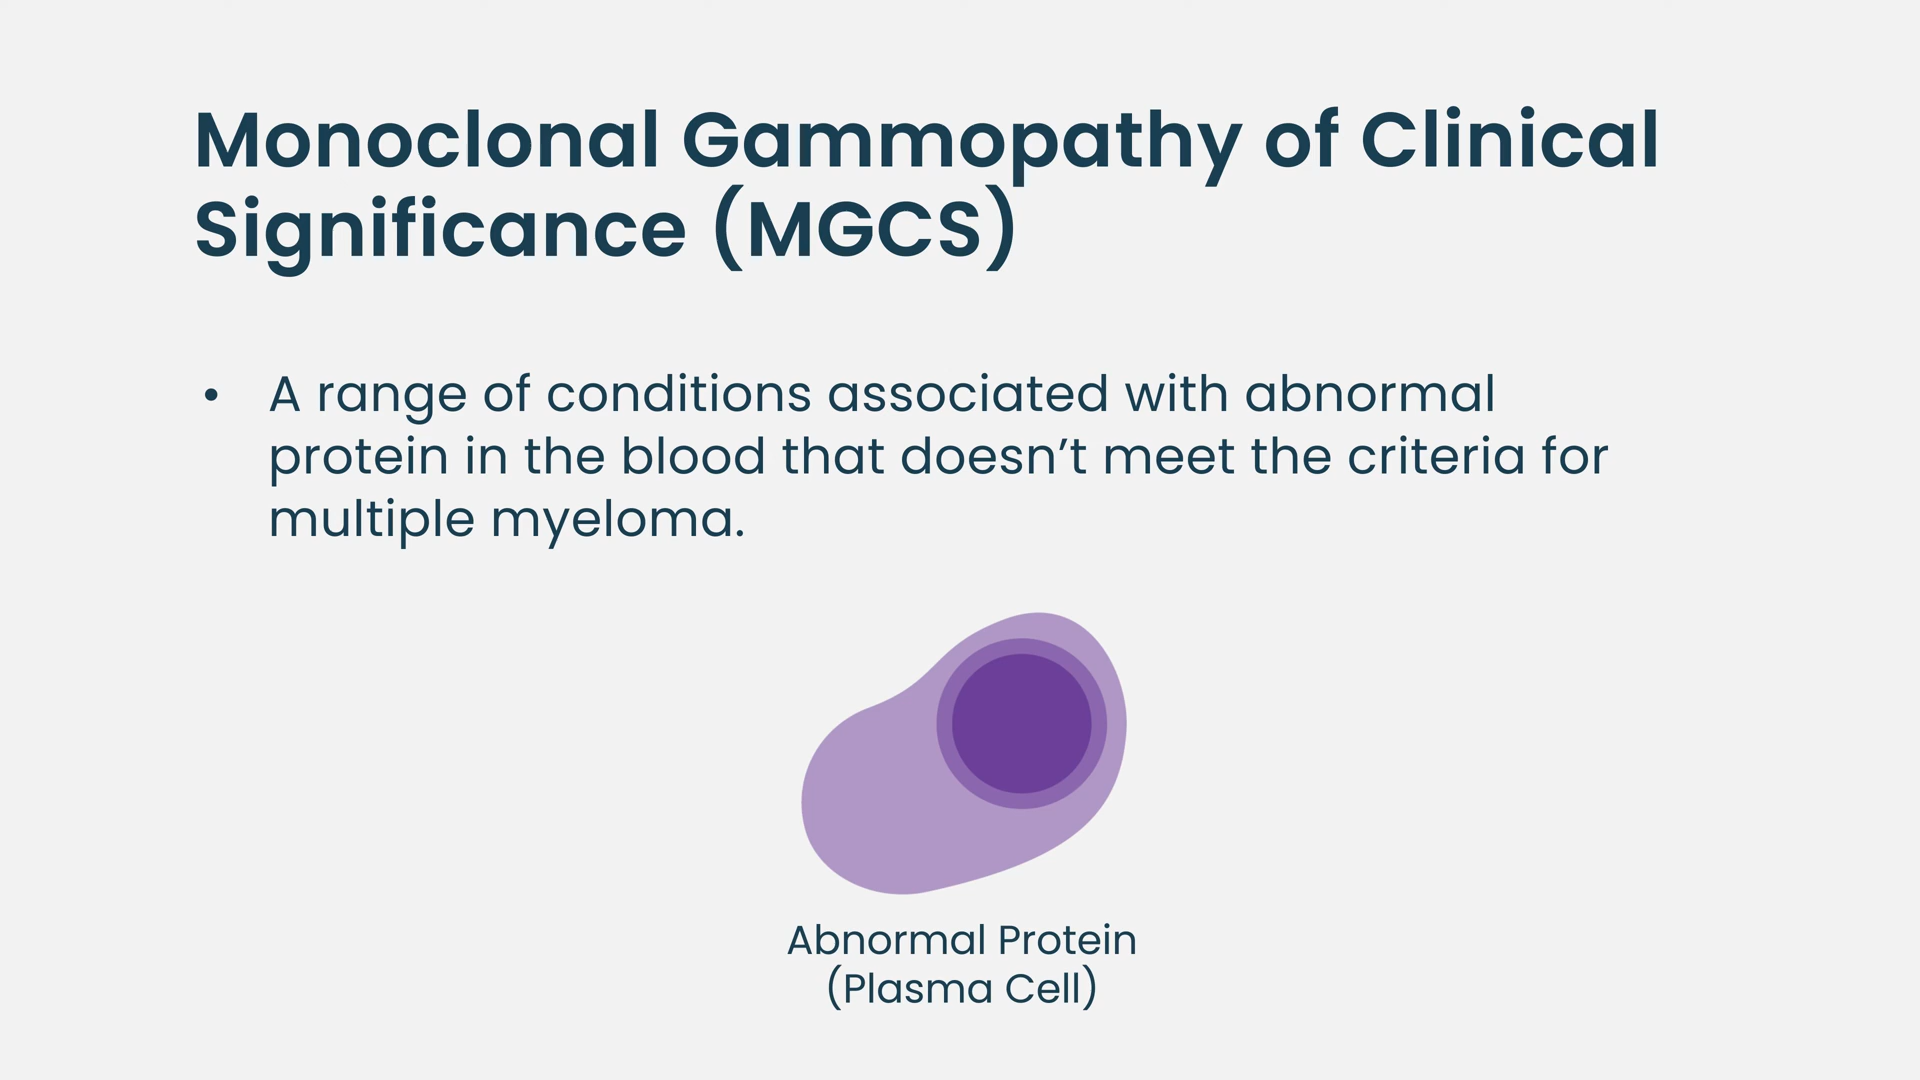 Monoclonal Gammopathy of Clinical
Significance (MGCS)
• A range of conditions associated with abnormal
protein in the blood that doesn’t meet the criteria for
multiple myeloma.
Abnormal Protein
(Plasma Cell)